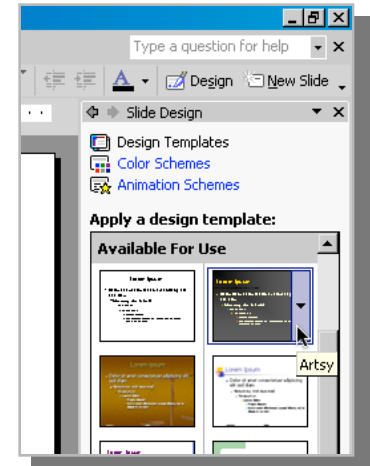 Type a question for help
Design New Slide
Slide Design
Design Templates
Color Schemes
Animation Schemes
Apply a design template:
Available For Use
Artsy